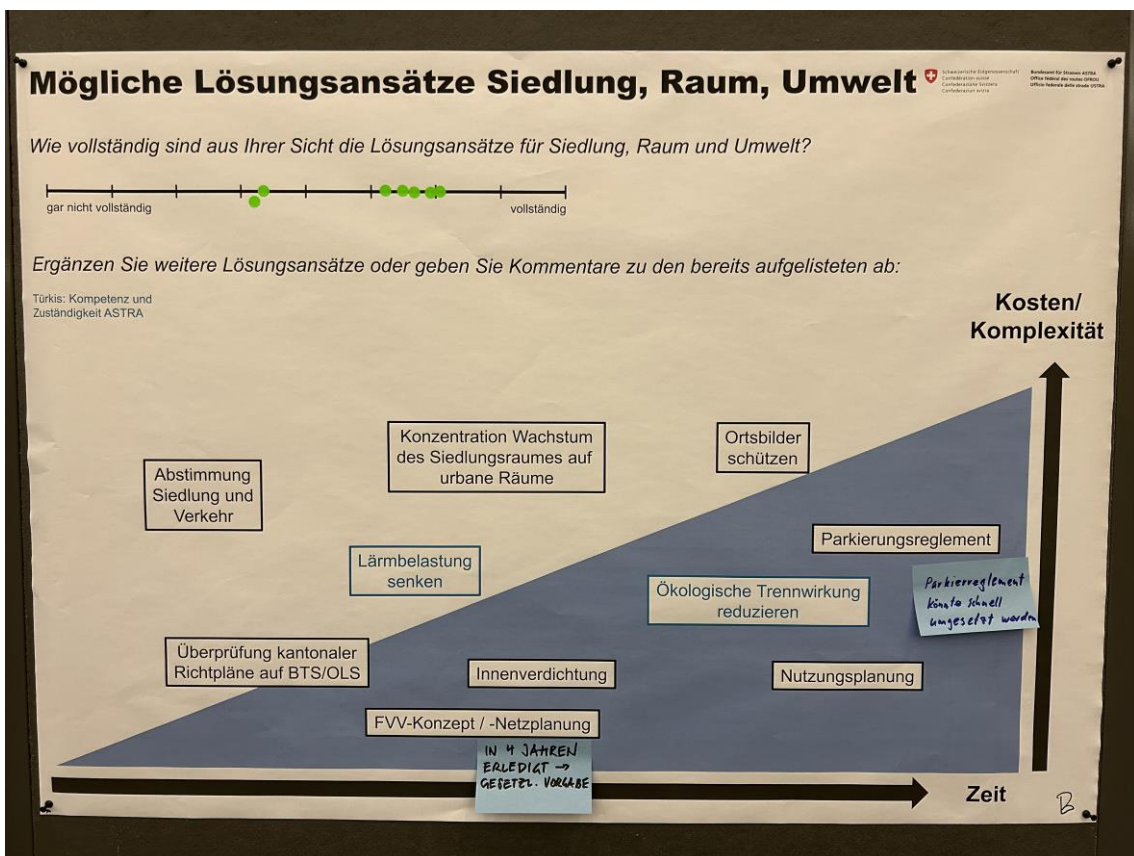 Mögliche Lösungsansätze Siedlung, Raum, Umwelt
Schweizerische Eidgenossenschaft
Confédération suisse
Confederazione Svizzera
Confederaziun svizra
Bundesamt für Strassen ASTRA
Office fédéral des routes OFROU
Ufficio federale delle strade USTRA
Wie vollständig sind aus Ihrer Sicht die Lösungsansätze für Siedlung, Raum und Umwelt?
gar nicht vollständig
vollständig
Ergänzen Sie weitere Lösungsansätze oder geben Sie Kommentare zu den bereits aufgelisteten ab:
Türkis: Kompetenz und
Zuständigkeit ASTRA
Kosten/
Komplexität
Konzentration Wachstum
des Siedlungsraumes auf
urbane Räume
Ortsbilder
schützen
Abstimmung
Siedlung und
Verkehr
Parkierungsreglement
Lärmbelastung
senken
Ökologische Trennwirkung
reduzieren
Parkierreglement
könnte schnell
umgesetzt werden
Überprüfung kantonaler
Richtpläne auf BTS/OLS
Innenverdichtung
Nutzungsplanung
FVV-Konzept / -Netzplanung
IN 4 JAHREN
ERLEDIGT →
GESETZL. VORGABE
Zeit
B